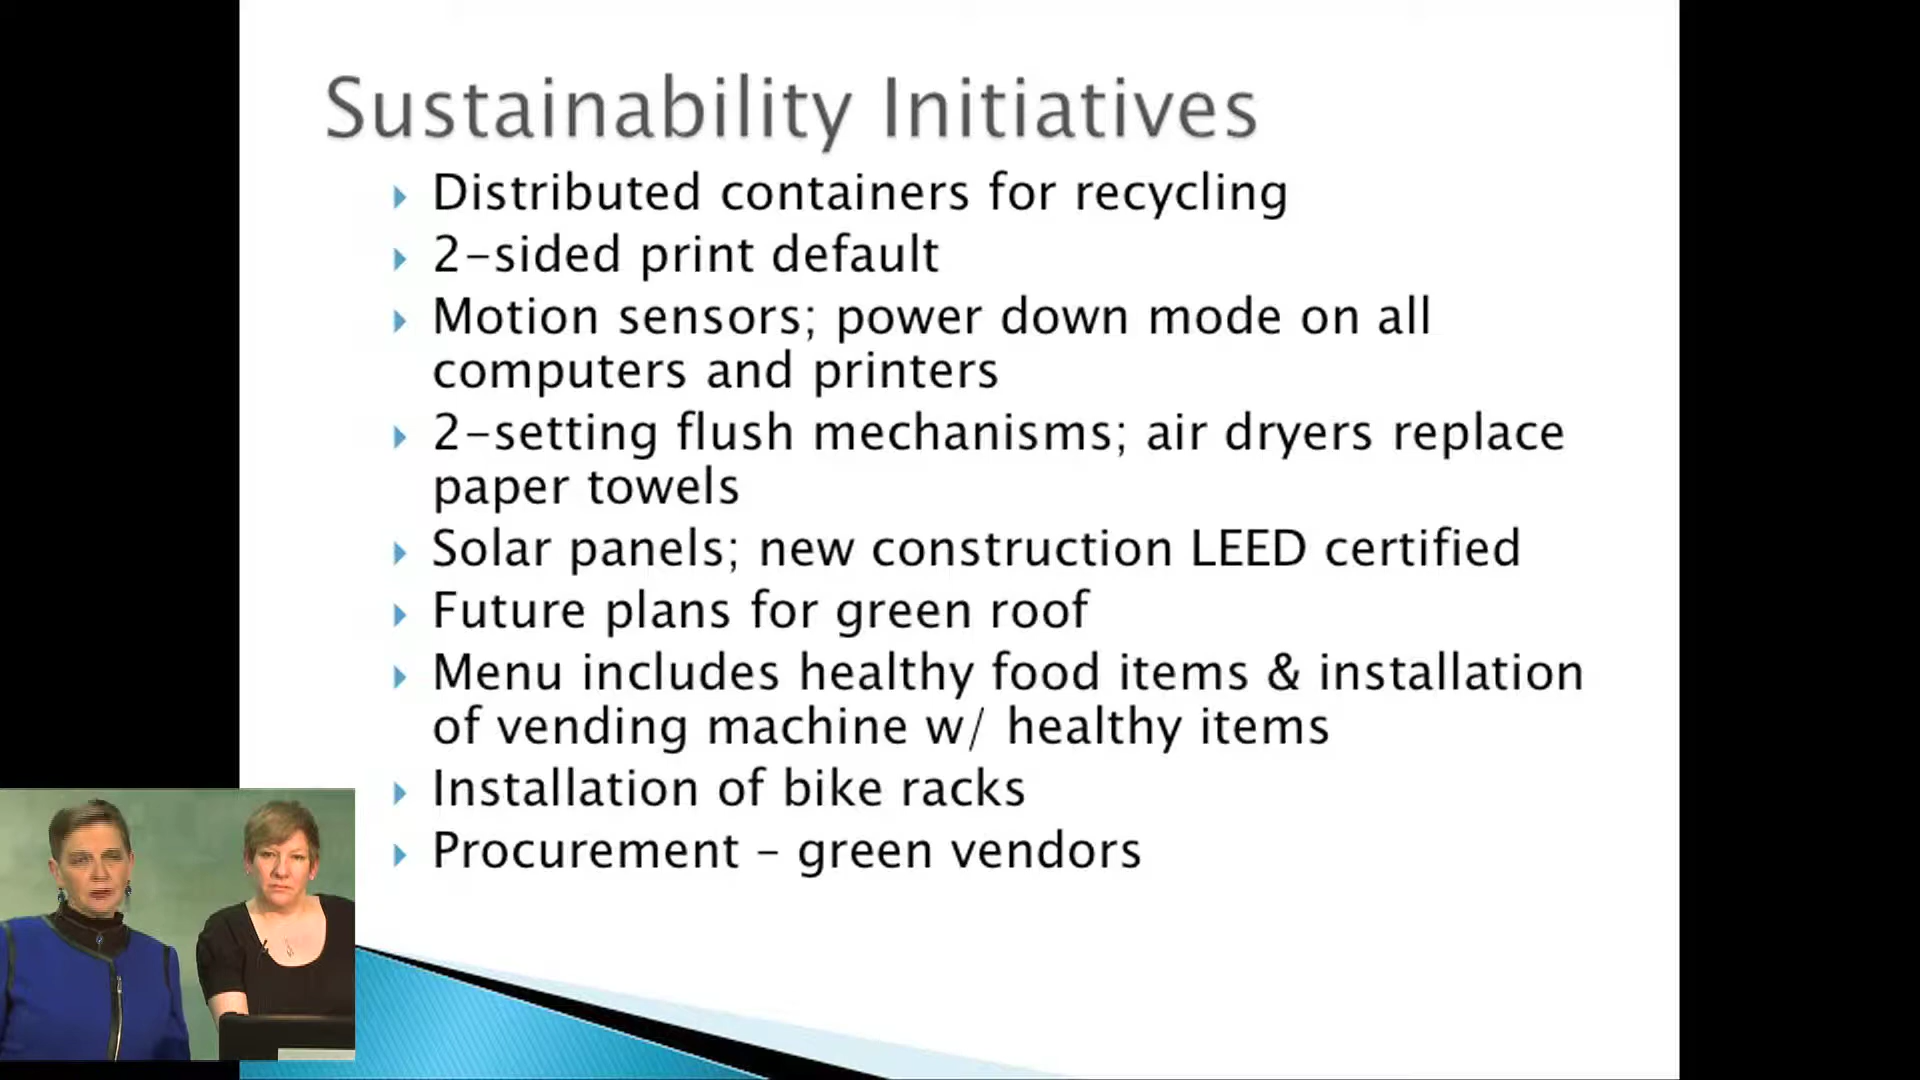 Sustainability Initiatives
Distributed containers for recycling
2-sided print default
Motion sensors; power down mode on all
computers and printers
2-setting flush mechanisms; air dryers replace
paper towels
Solar panels; new construction LEED certified
Future plans for green roof
Menu includes healthy food items & installation
of vending machine w/ healthy items
Installation of bike racks
Procurement – green vendors